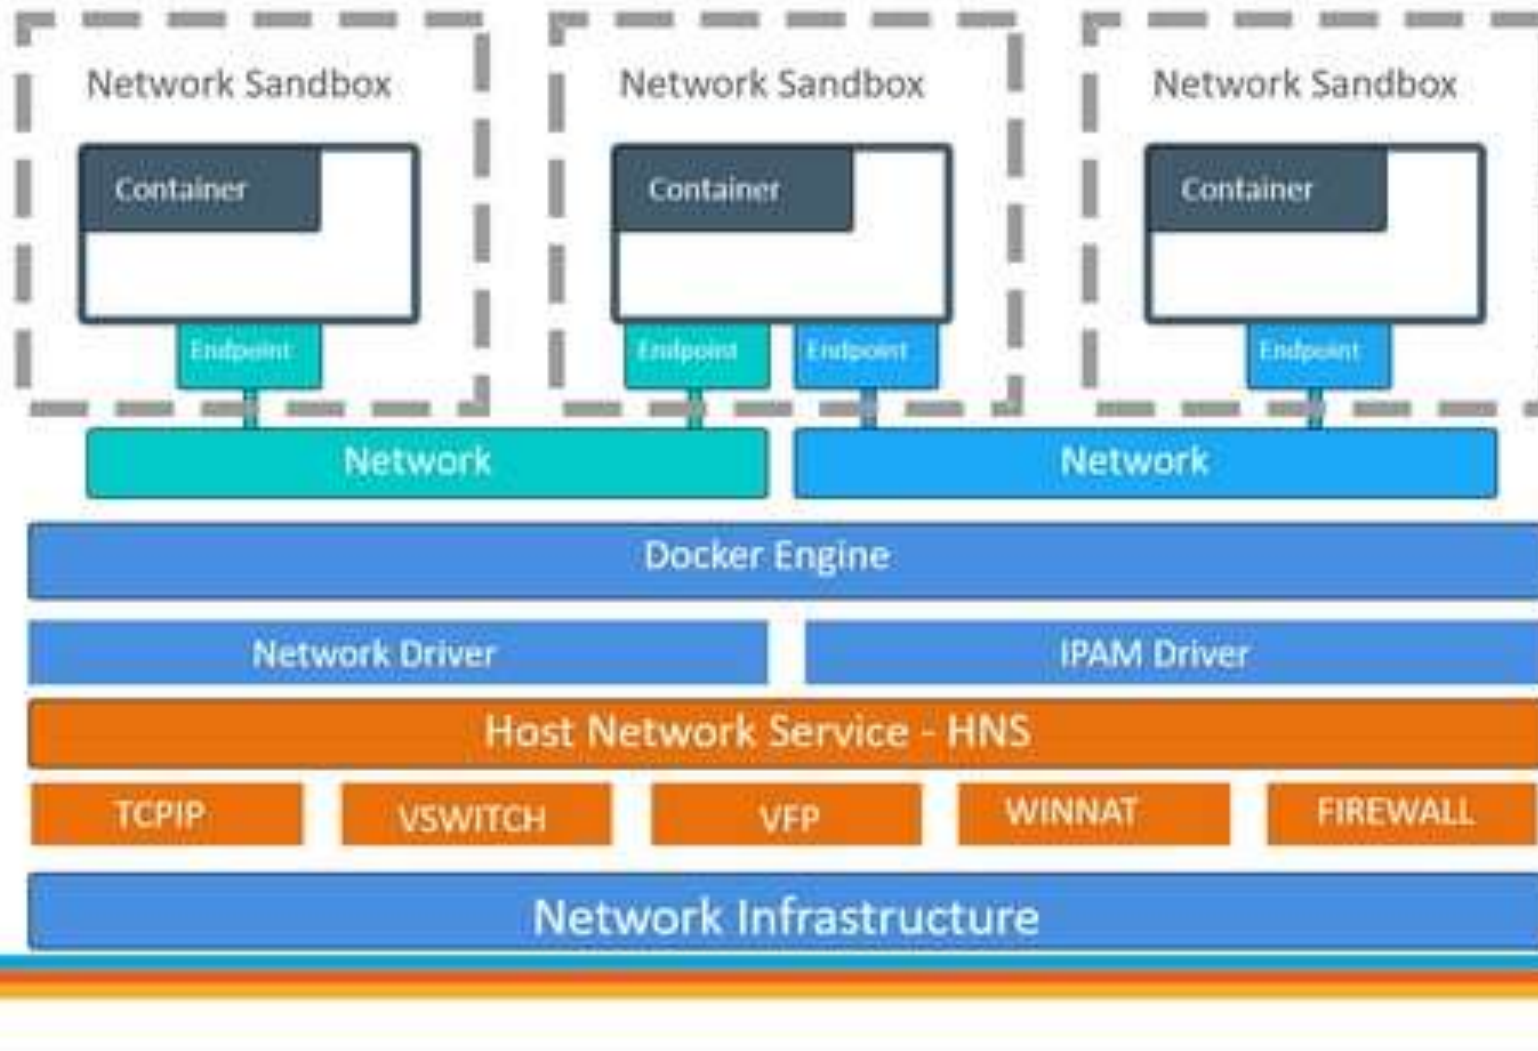 Network Sandbox
Network Sandbox
Network Sandbox
Container
Container
Container
Endpoint
Endpoint
Endpoint
Endpoint
Network
Network
Docker Engine
Network Driver
IPAM Driver
Host Network Service - HNS
TCPIP
VSWITCH
VFP
WINNAT
FIREWALL
Network Infrastructure